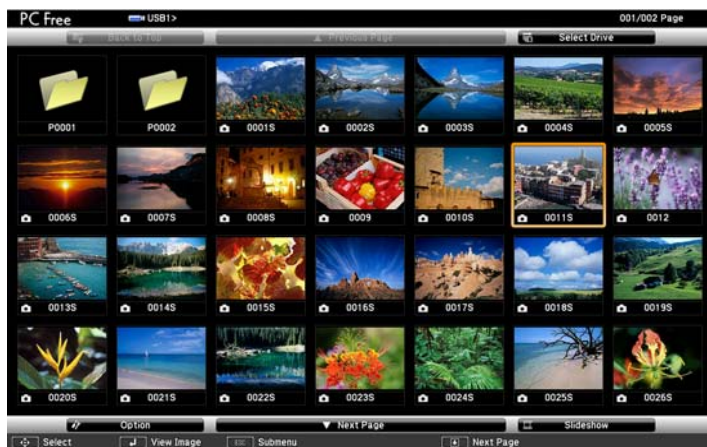 PC Free USB1> 001/002 Page
Back to Top Previous Page Select Drive
P0001 P0002 0001S 0002S 0003S 0004S 0005S
0006S 0007S 0008S 0009 0010S 0011S 0012
0013S 0014S 0015S 0016S 0017S 0018S 0019S
0020S 0021S 0022S 0023S 0024S 0025S 0026S
Option Next Page Slideshow
Select View Image Esc Submenu Next Page